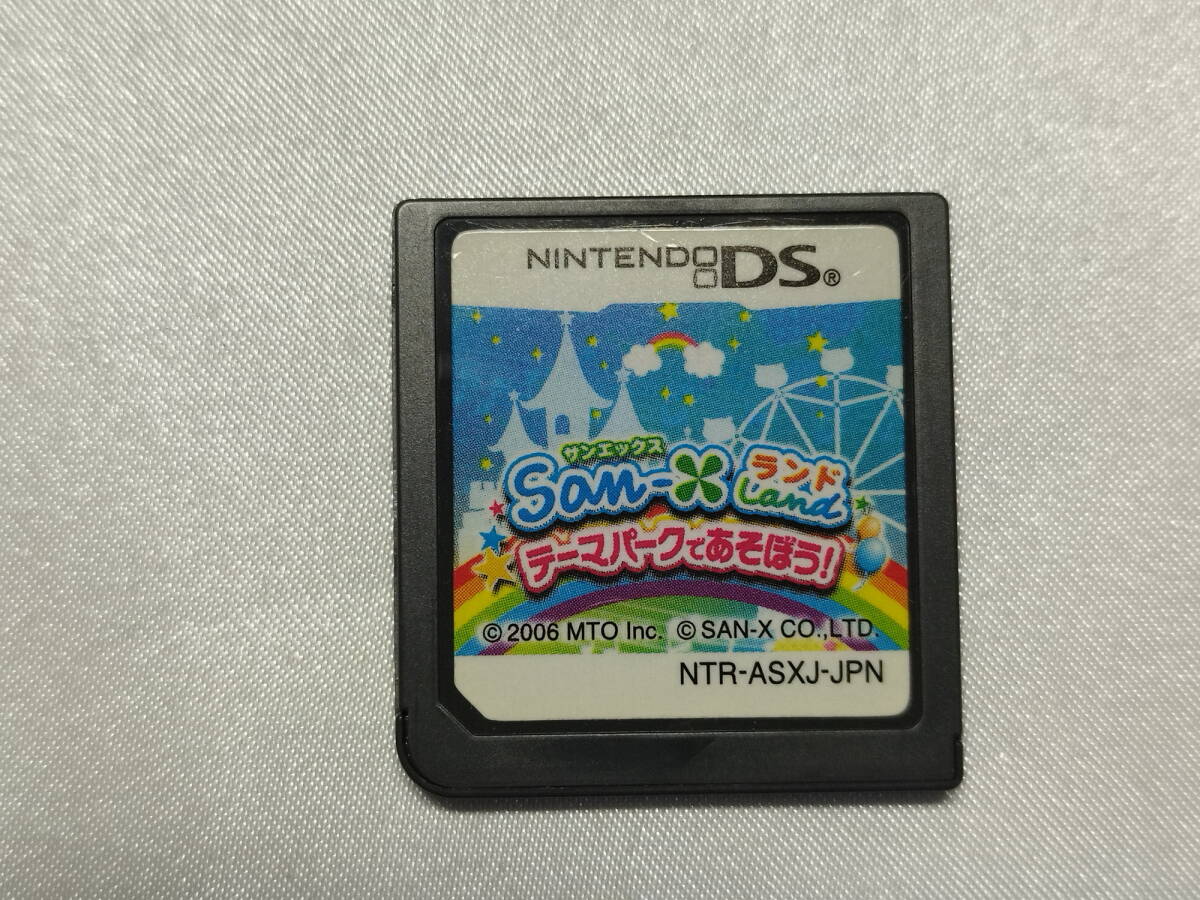 NINTENDO DS®
サンエックス
San-X ランド
Land
テーマパークであそぼう!
© 2006 MTO Inc. © SAN-X CO.,LTD.
NTR-ASXJ-JPN